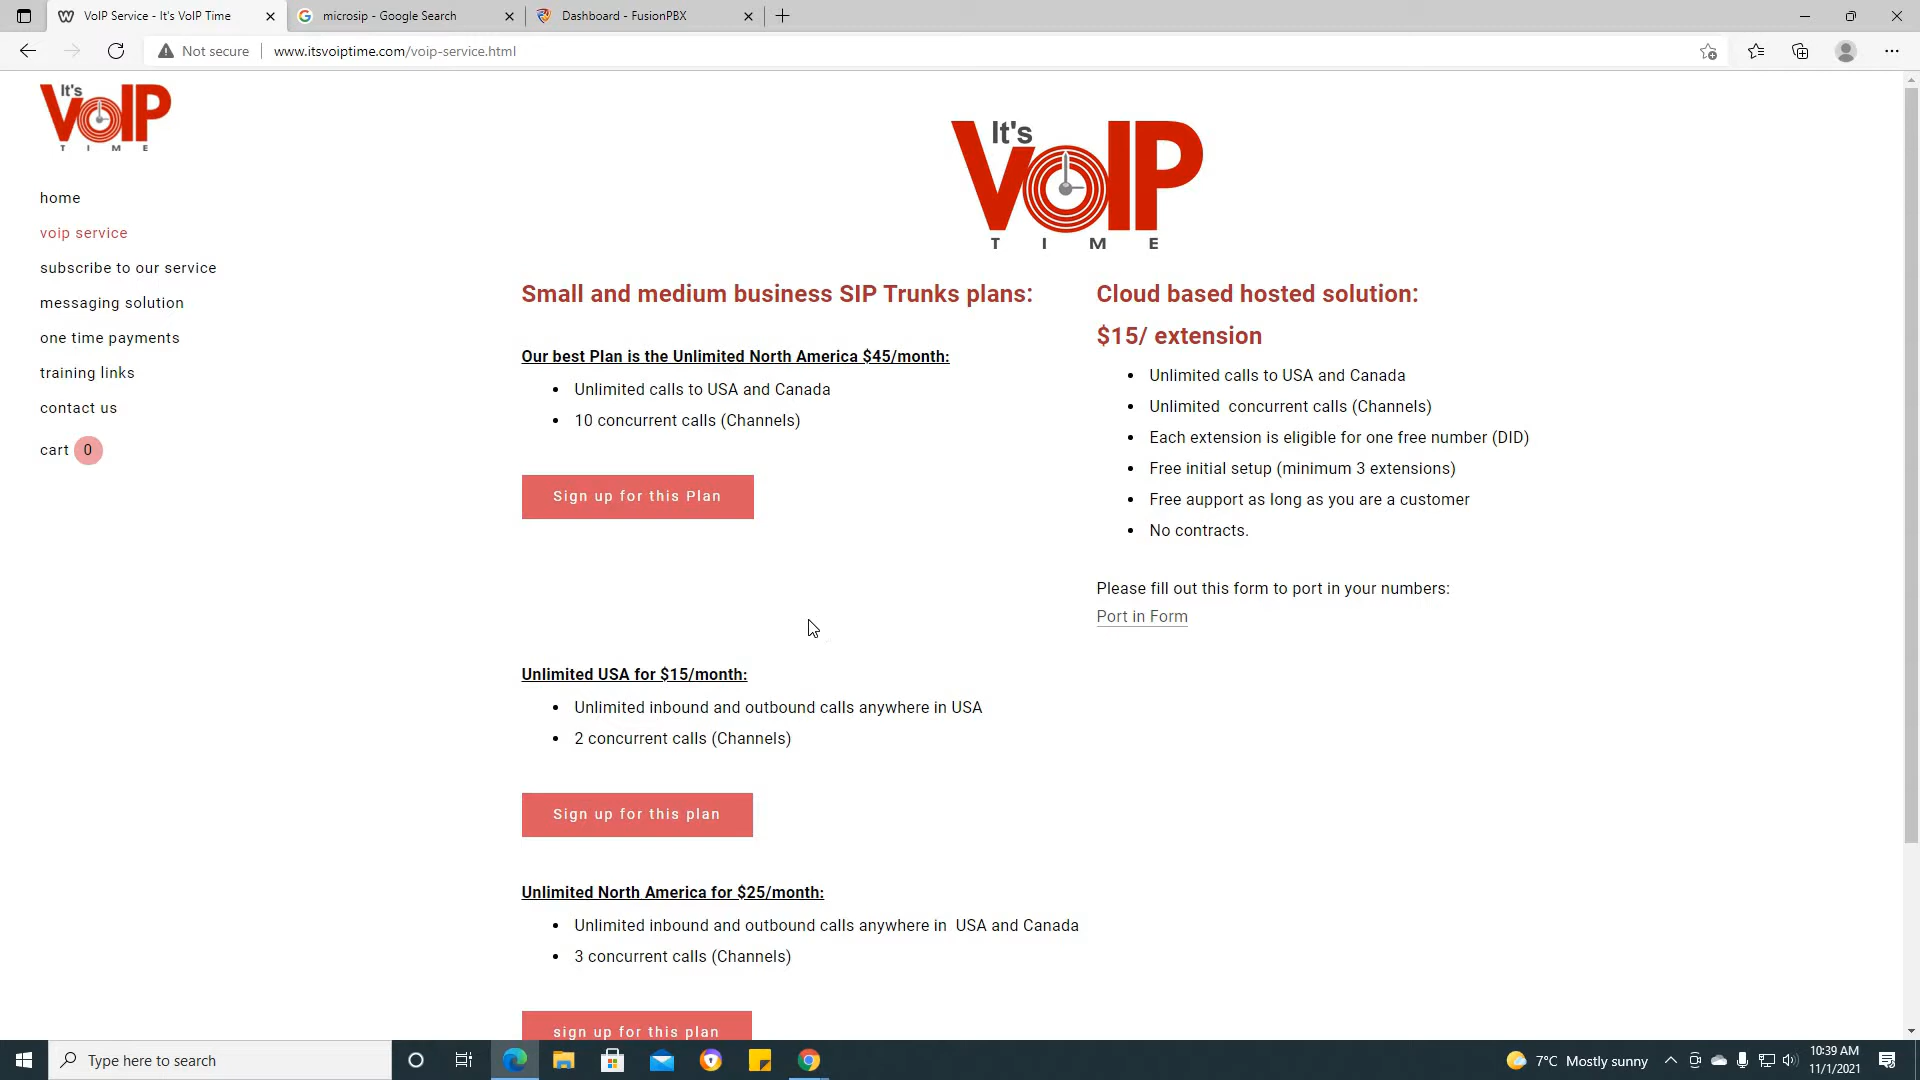 VoIP Service - It's VoIP Time
microsip - Google Search
Dashboard - FusionPBX
Not secure
www.itsvoiptime.com/voip-service.html
It's
VOIP
TIME
home
voip service
subscribe to our service
messaging solution
one time payments
training links
contact us
cart 0
It's
VOIP
TIME
Small and medium business SIP Trunks plans:
Our best Plan is the Unlimited North America $45/month:
• Unlimited calls to USA and Canada
• 10 concurrent calls (Channels)
Sign up for this Plan
Unlimited USA for $15/month:
• Unlimited inbound and outbound calls anywhere in USA
• 2 concurrent calls (Channels)
Sign up for this plan
Unlimited North America for $25/month:
• Unlimited inbound and outbound calls anywhere in  USA and Canada
• 3 concurrent calls (Channels)
sign up for this plan
Cloud based hosted solution:
$15/ extension
• Unlimited calls to USA and Canada
• Unlimited  concurrent calls (Channels)
• Each extension is eligible for one free number (DID)
• Free initial setup (minimum 3 extensions)
• Free aupport as long as you are a customer
• No contracts.
Please fill out this form to port in your numbers:
Port in Form
Type here to search
7°C Mostly sunny
10:39 AM
11/1/2021